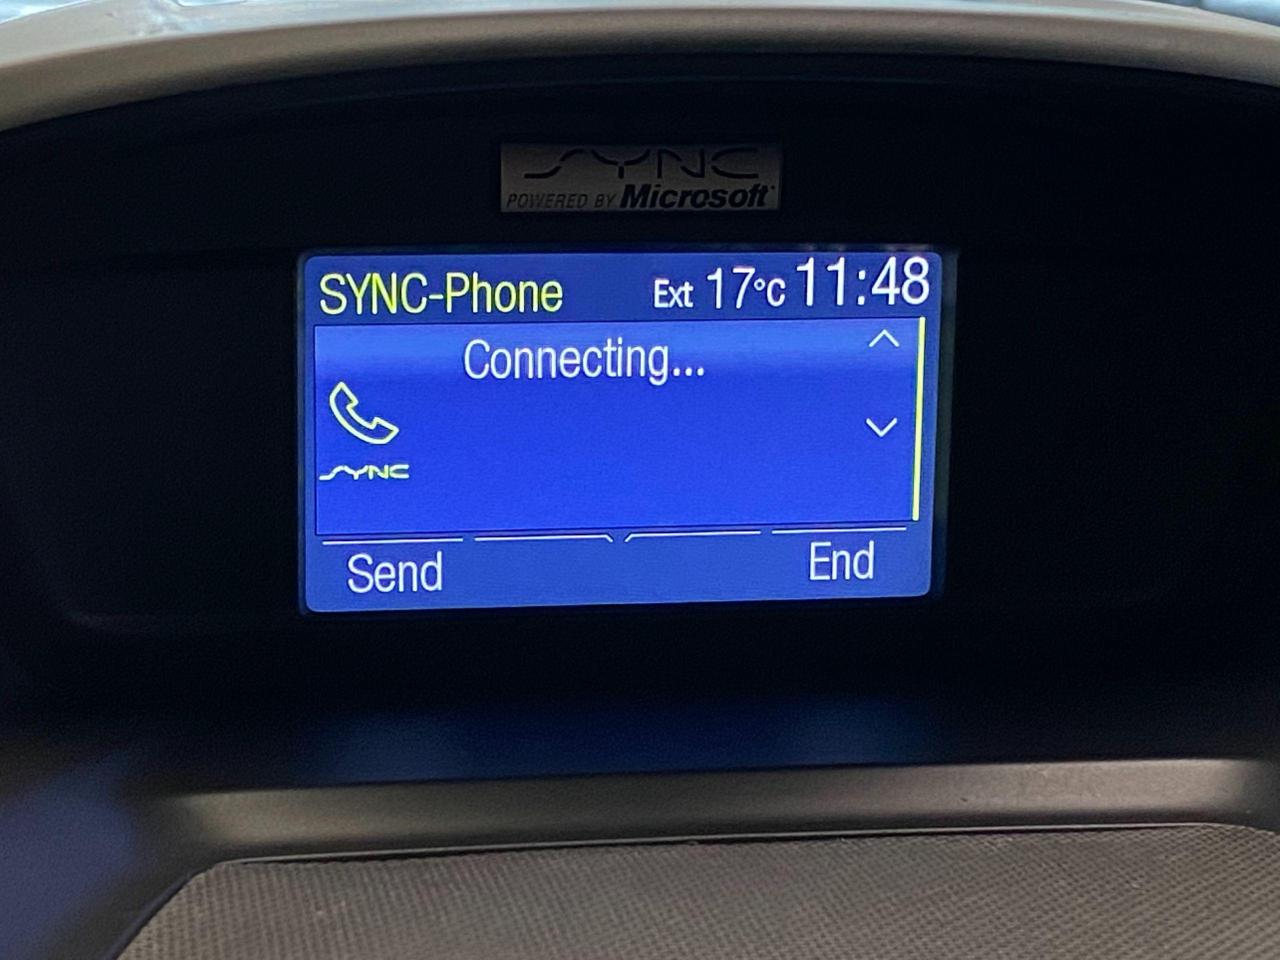 SYNC
POWERED BY Microsoft
SYNC-Phone Ext 17°C 11:48
Connecting...
SYNC
Send End